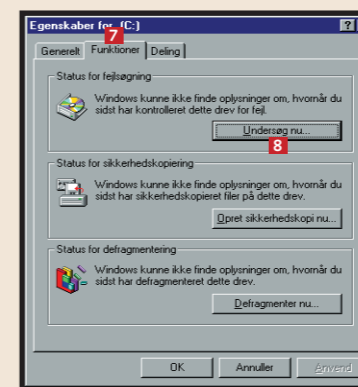 Egenskaber for (C:)
7
Generelt Funktioner Deling
Status for fejlsøgning
Windows kunne ikke finde oplysninger om, hvornår du
sidst har kontrolleret dette drev for fejl.
Undersøg nu...
8
Status for sikkerhedskopiering
Windows kunne ikke finde oplysninger om, hvornår du
sidst har sikkerhedskopieret filer på dette drev.
Opret sikkerhedskopi nu...
Status for defragmentering
Windows kunne ikke finde oplysninger om, hvornår du
sidst har defragmenteret dette drev.
Defragmenter nu...
OK Annuller Anvend